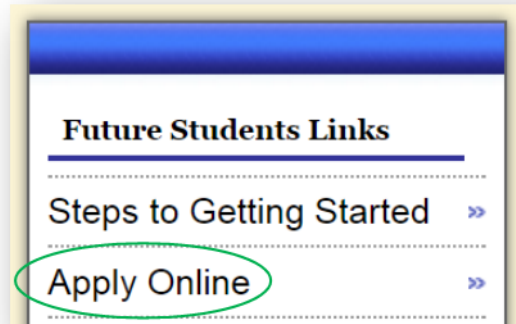 Future Students Links
Steps to Getting Started »
Apply Online »